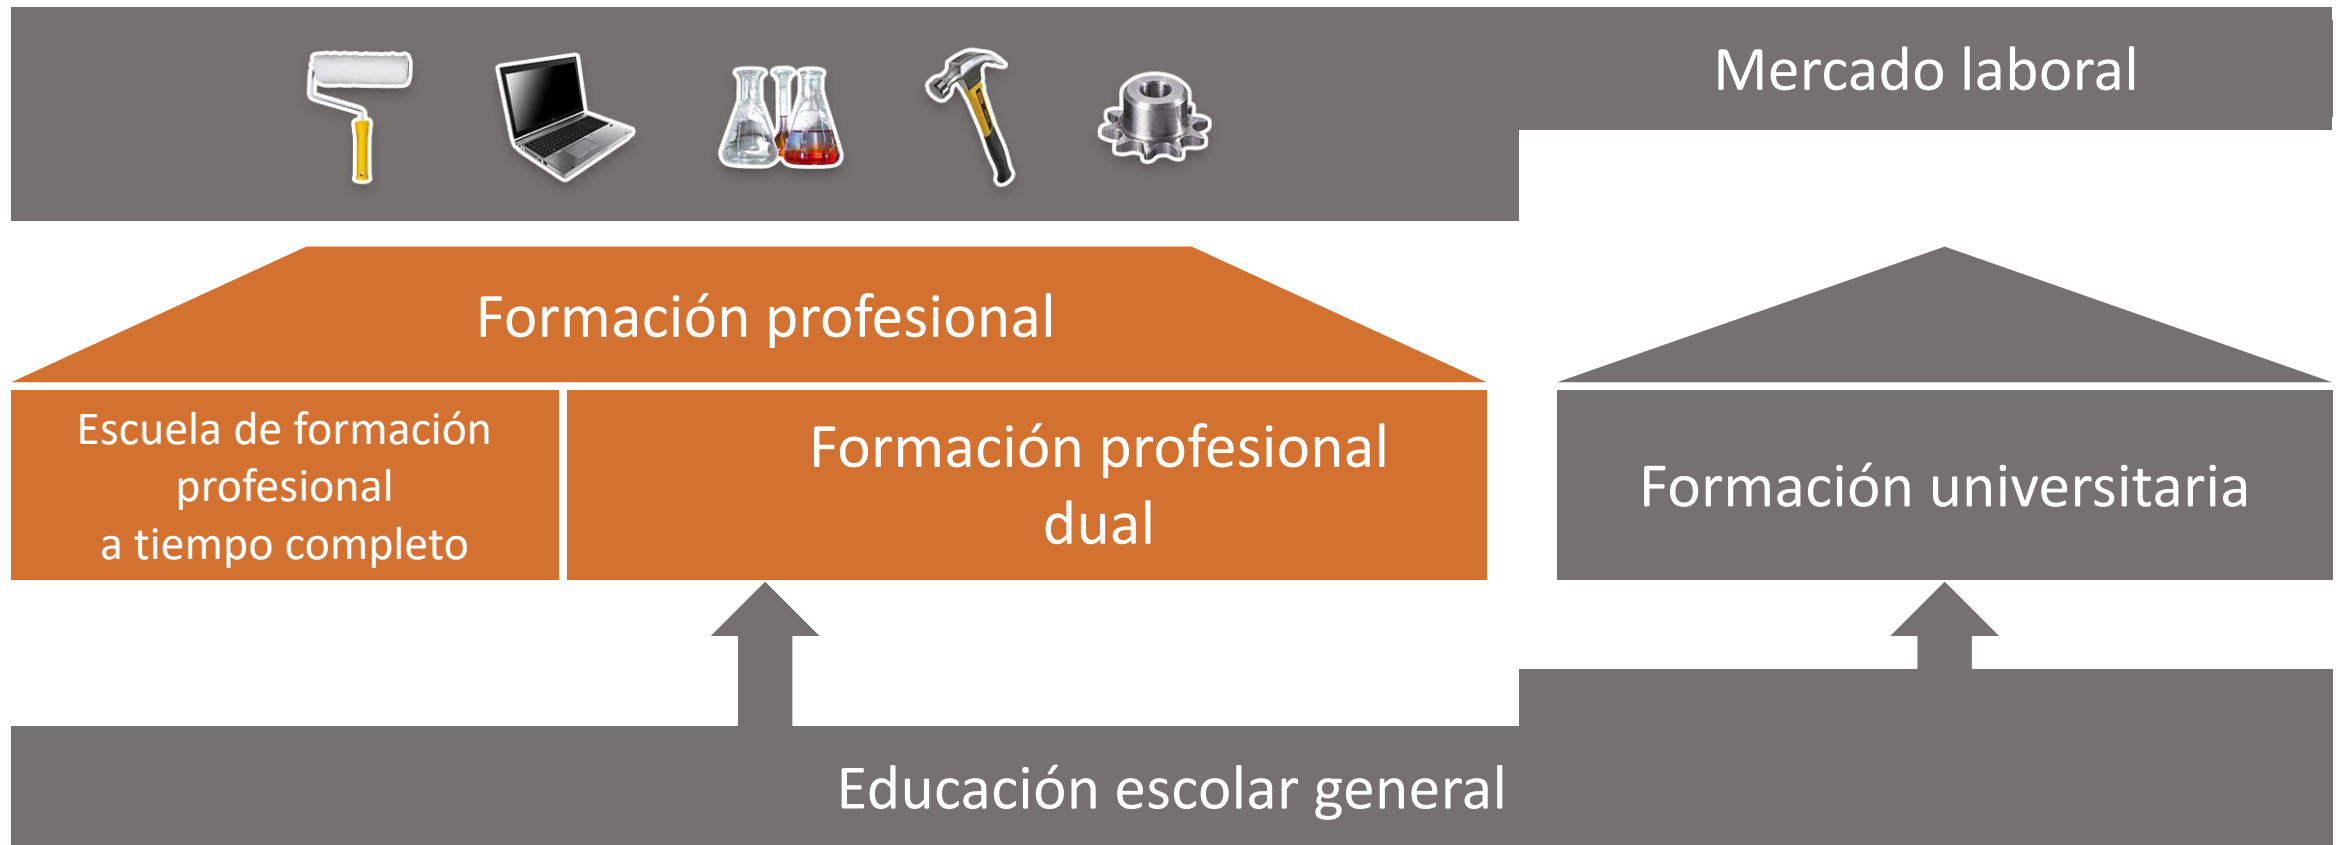 Mercado laboral
Formación profesional
Escuela de formación
profesional
a tiempo completo
Formación profesional
dual
Formación universitaria
Educación escolar general